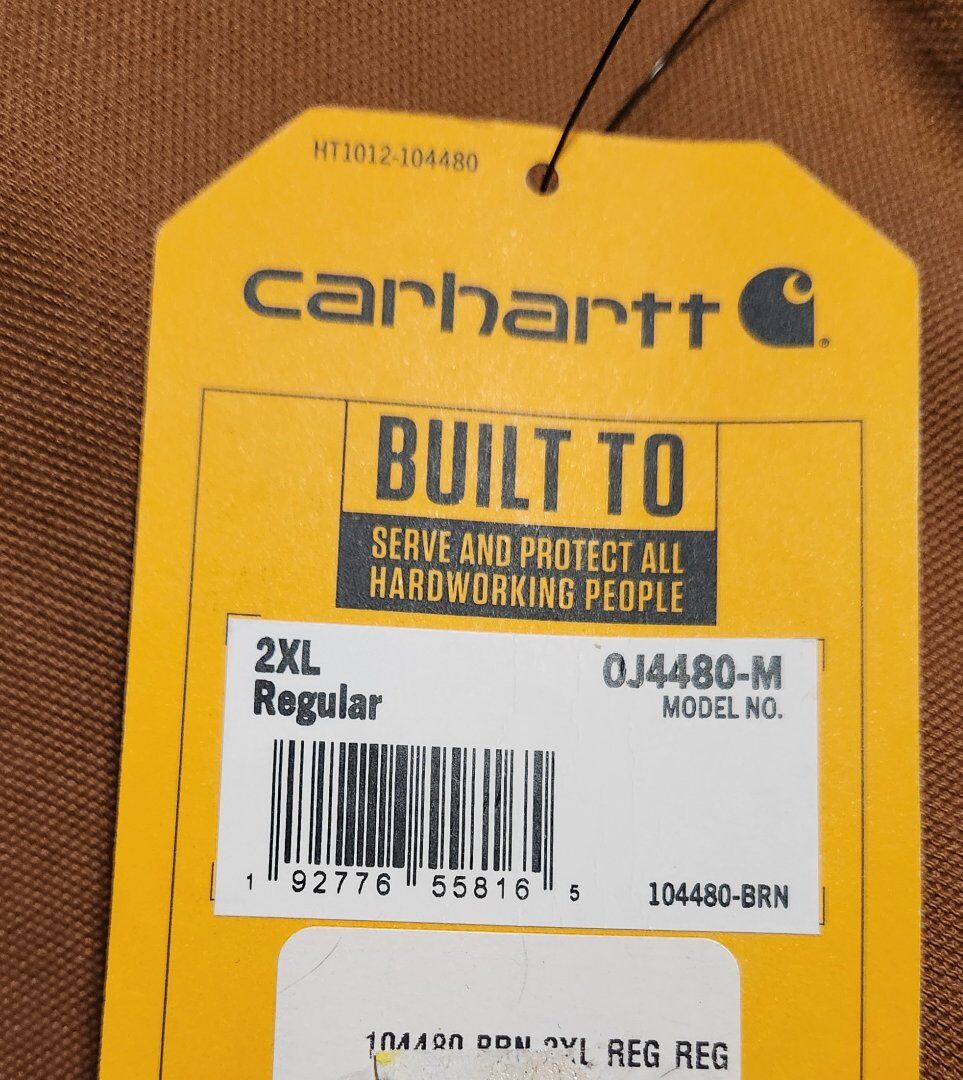 HT1012-104480
carhartt
BUILT TO
SERVE AND PROTECT ALL
HARDWORKING PEOPLE
2XL
Regular
OJ4480-M
MODEL NO.
1 92776 55816 5
104480-BRN
104480 BRN 2XL REG REG